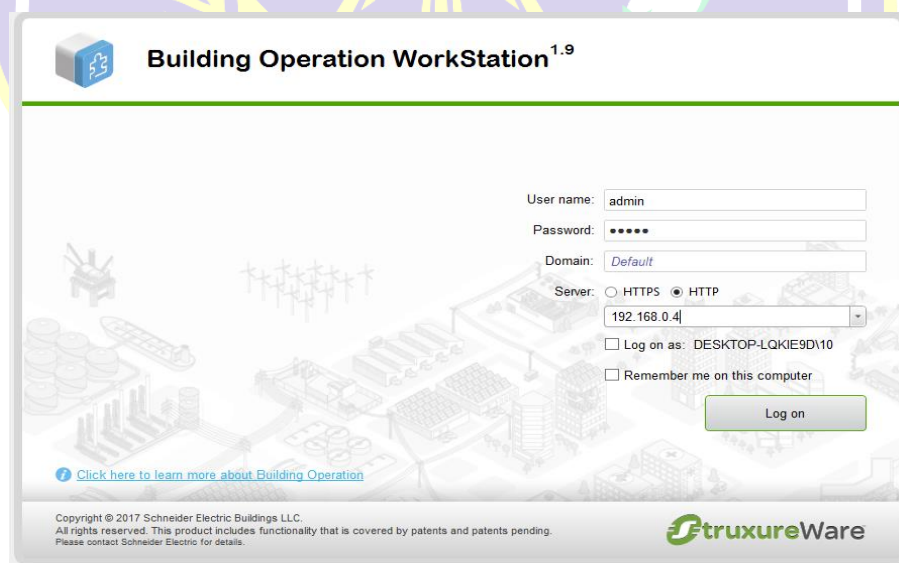 Building Operation WorkStation1.9
User name: admin
Password: •••••
Domain: Default
Server: HTTPS HTTP
192.168.0.4
Log on as: DESKTOP-LQKIE9D\10
Remember me on this computer
Log on
Click here to learn more about Building Operation
Copyright © 2017 Schneider Electric Buildings LLC.
All rights reserved. This product includes functionality that is covered by patents and patents pending.
Please contact Schneider Electric for details.
StruxureWare